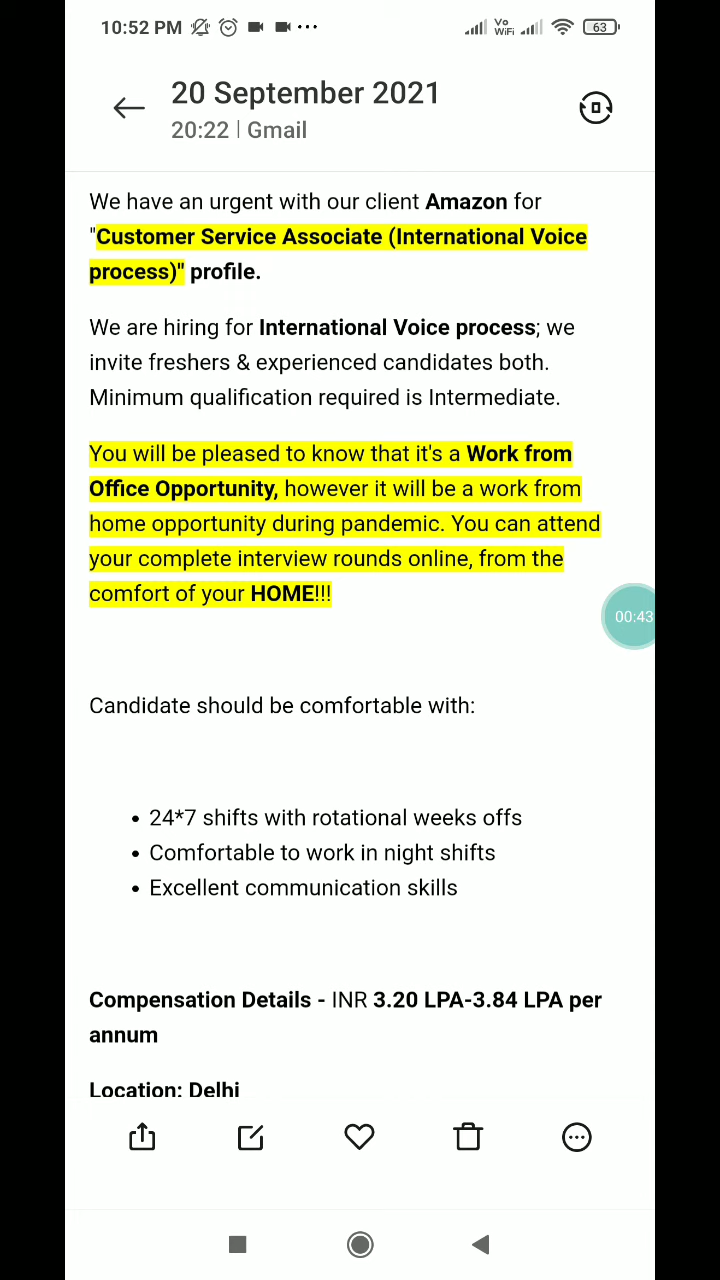 10:52 PM
Vo
WiFi
63
20 September 2021
20:22 | Gmail
We have an urgent with our client Amazon for
"Customer Service Associate (International Voice
process)" profile.
We are hiring for International Voice process; we
invite freshers & experienced candidates both.
Minimum qualification required is Intermediate.
You will be pleased to know that it's a Work from
Office Opportunity, however it will be a work from
home opportunity during pandemic. You can attend
your complete interview rounds online, from the
comfort of your HOME!!!
00:43
Candidate should be comfortable with:
• 24*7 shifts with rotational weeks offs
• Comfortable to work in night shifts
• Excellent communication skills
Compensation Details - INR 3.20 LPA-3.84 LPA per
annum
Location: Delhi